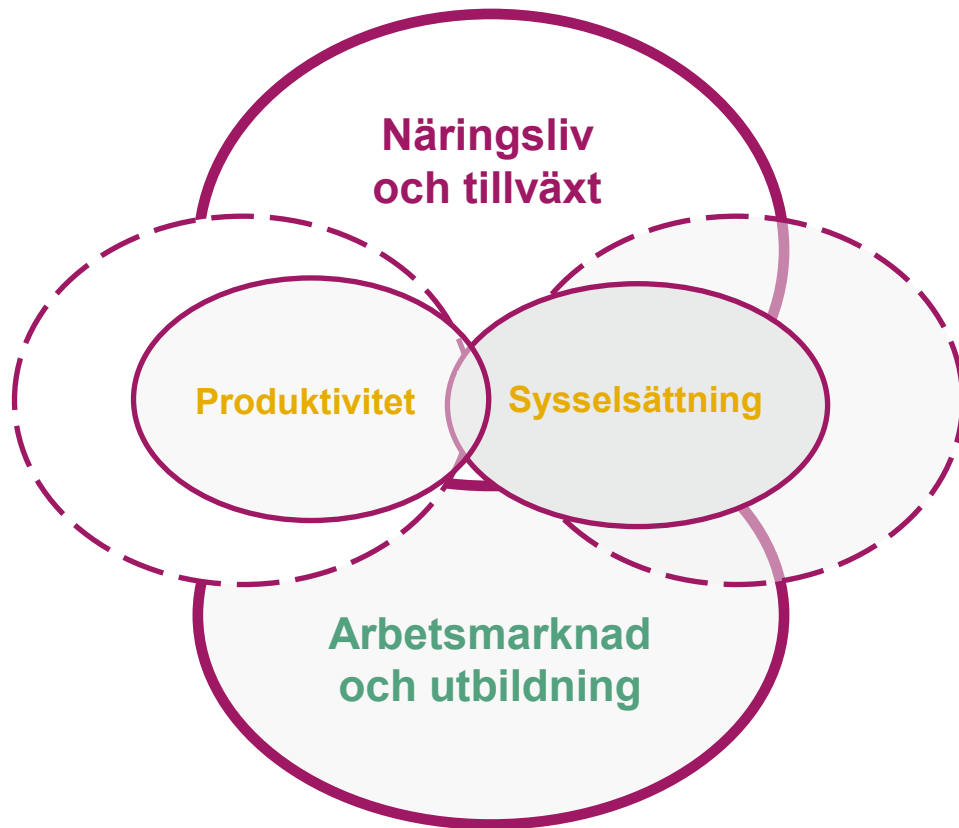 Näringsliv
och tillväxt
Produktivitet
Sysselsättning
Arbetsmarknad
och utbildning